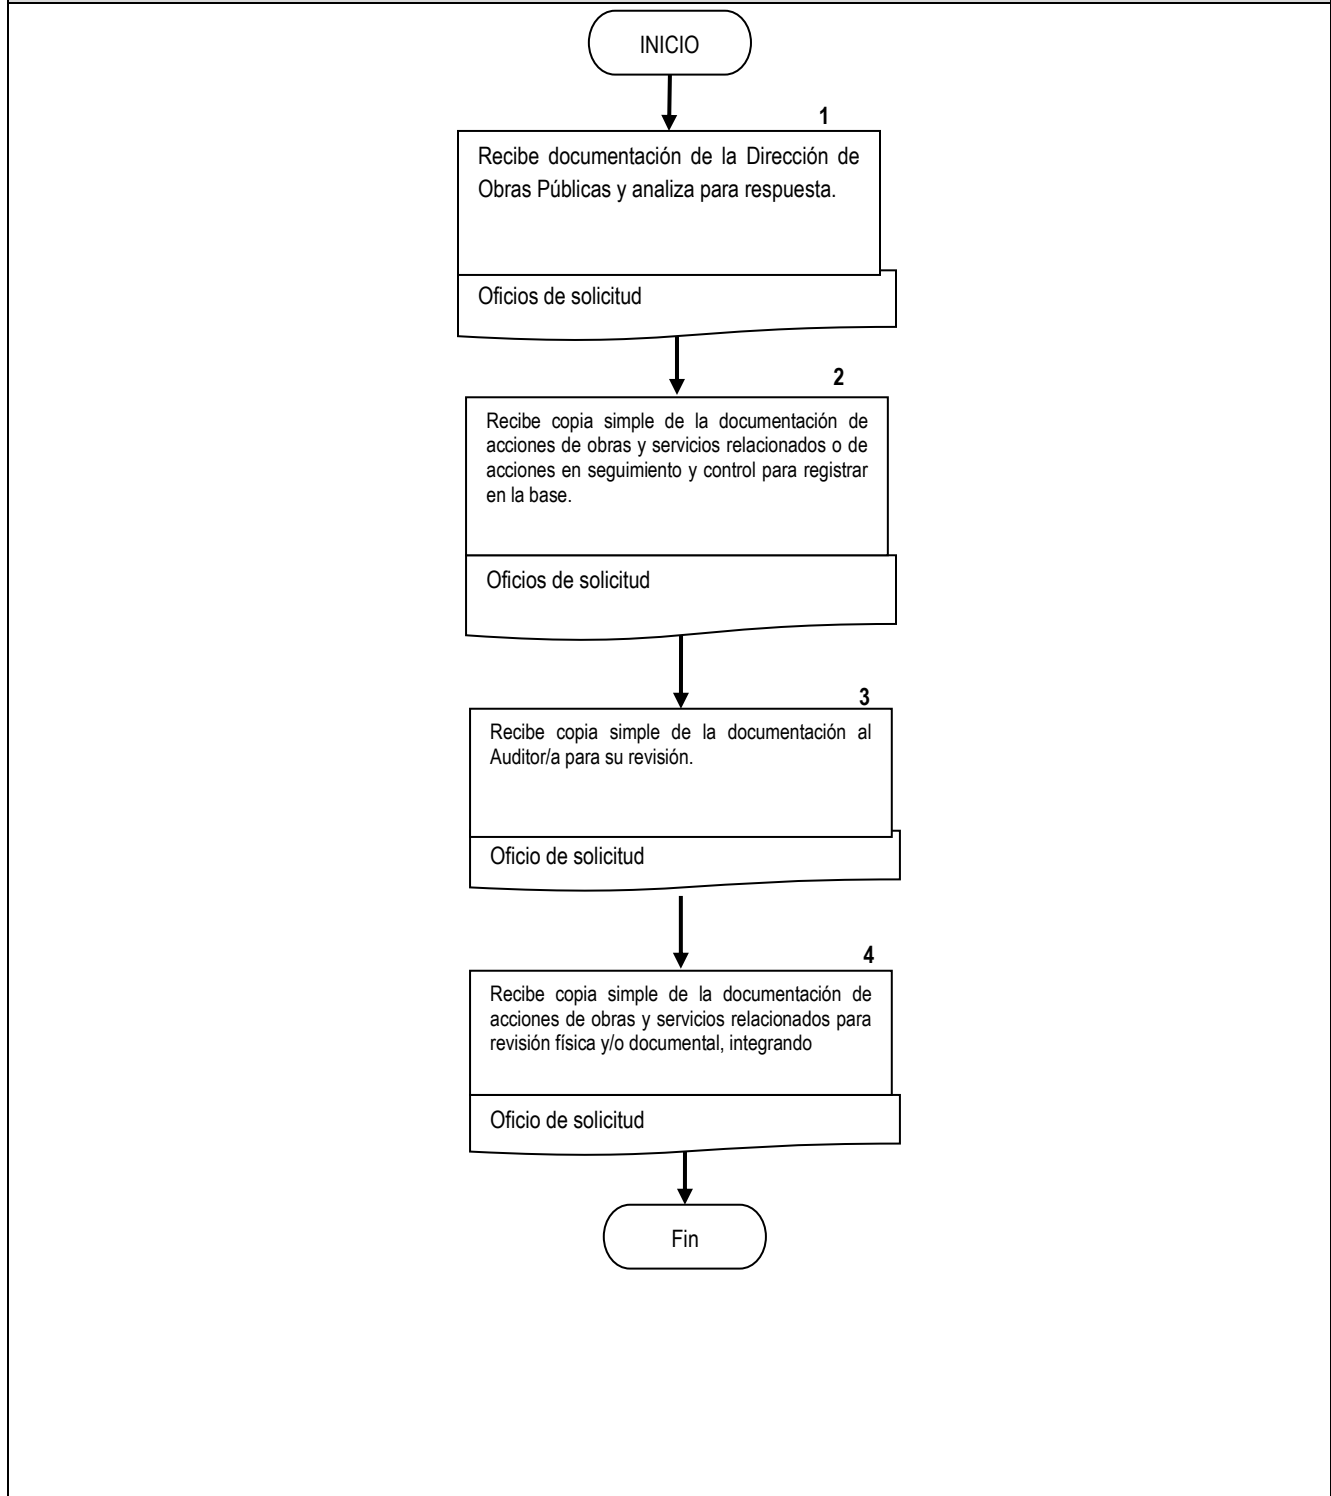 INICIO
1
Recibe documentación de la Dirección de
Obras Públicas y analiza para respuesta.
Oficios de solicitud
2
Recibe copia simple de la documentación de
acciones de obras y servicios relacionados o de
acciones en seguimiento y control para registrar
en la base.
Oficios de solicitud
3
Recibe copia simple de la documentación al
Auditor/a para su revisión.
Oficio de solicitud
4
Recibe copia simple de la documentación de
acciones de obras y servicios relacionados para
revisión física y/o documental, integrando
Oficio de solicitud
Fin